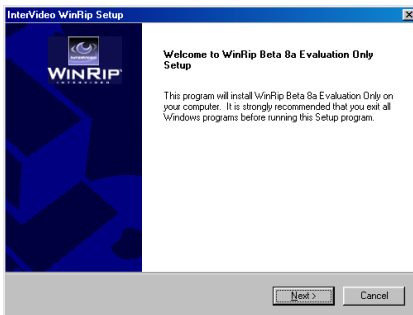 InterVideo WinRip Setup
InterVideo
WINRIP
INTERVIDEO
Welcome to WinRip Beta 8a Evaluation Only
Setup
This program will install WinRip Beta 8a Evaluation Only on
your computer. It is strongly recommended that you exit all
Windows programs before running this Setup program.
Next >
Cancel